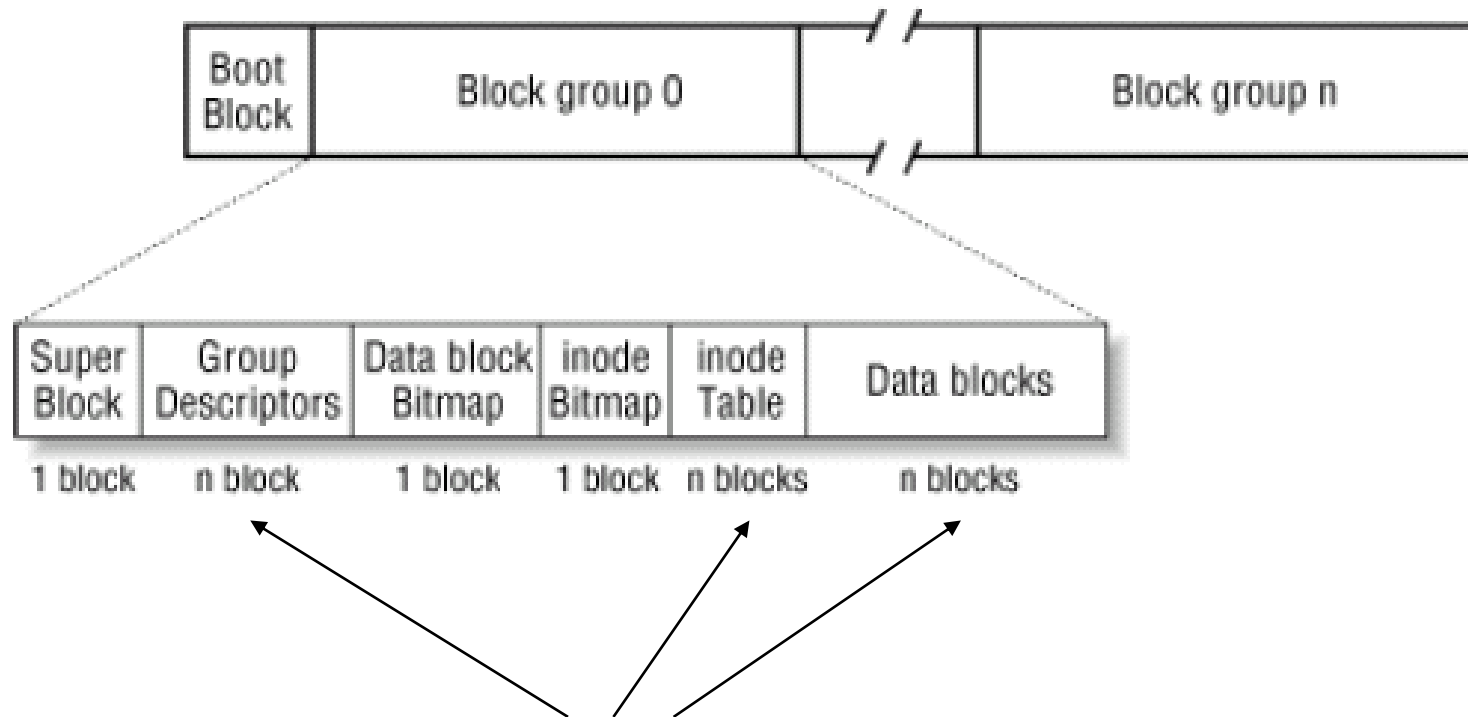 Boot
Block
Block group 0
Block group n
Super
Block
Group
Descriptors
Data block
Bitmap
inode
Bitmap
inode
Table
Data blocks
1 block
n block
1 block
1 block
n blocks
n blocks